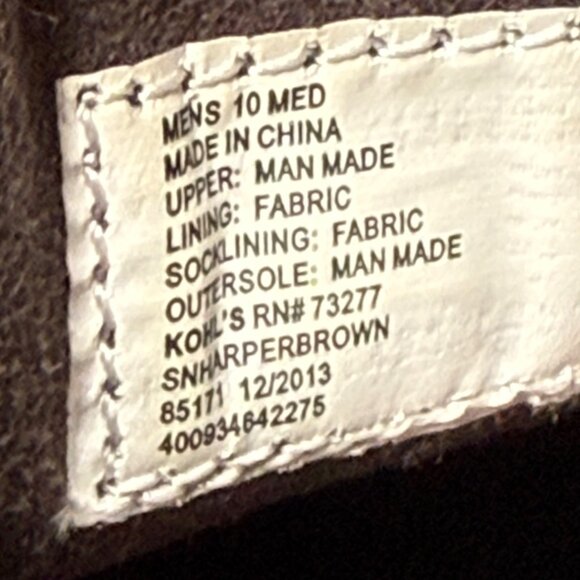 MENS 10 MED
MADE IN CHINA
UPPER: MAN MADE
LINING: FABRIC
SOCKLINING: FABRIC
OUTERSOLE: MAN MADE
KOHL'S RN# 73277
SNHARPERBROWN
85171 12/2013
400934642275